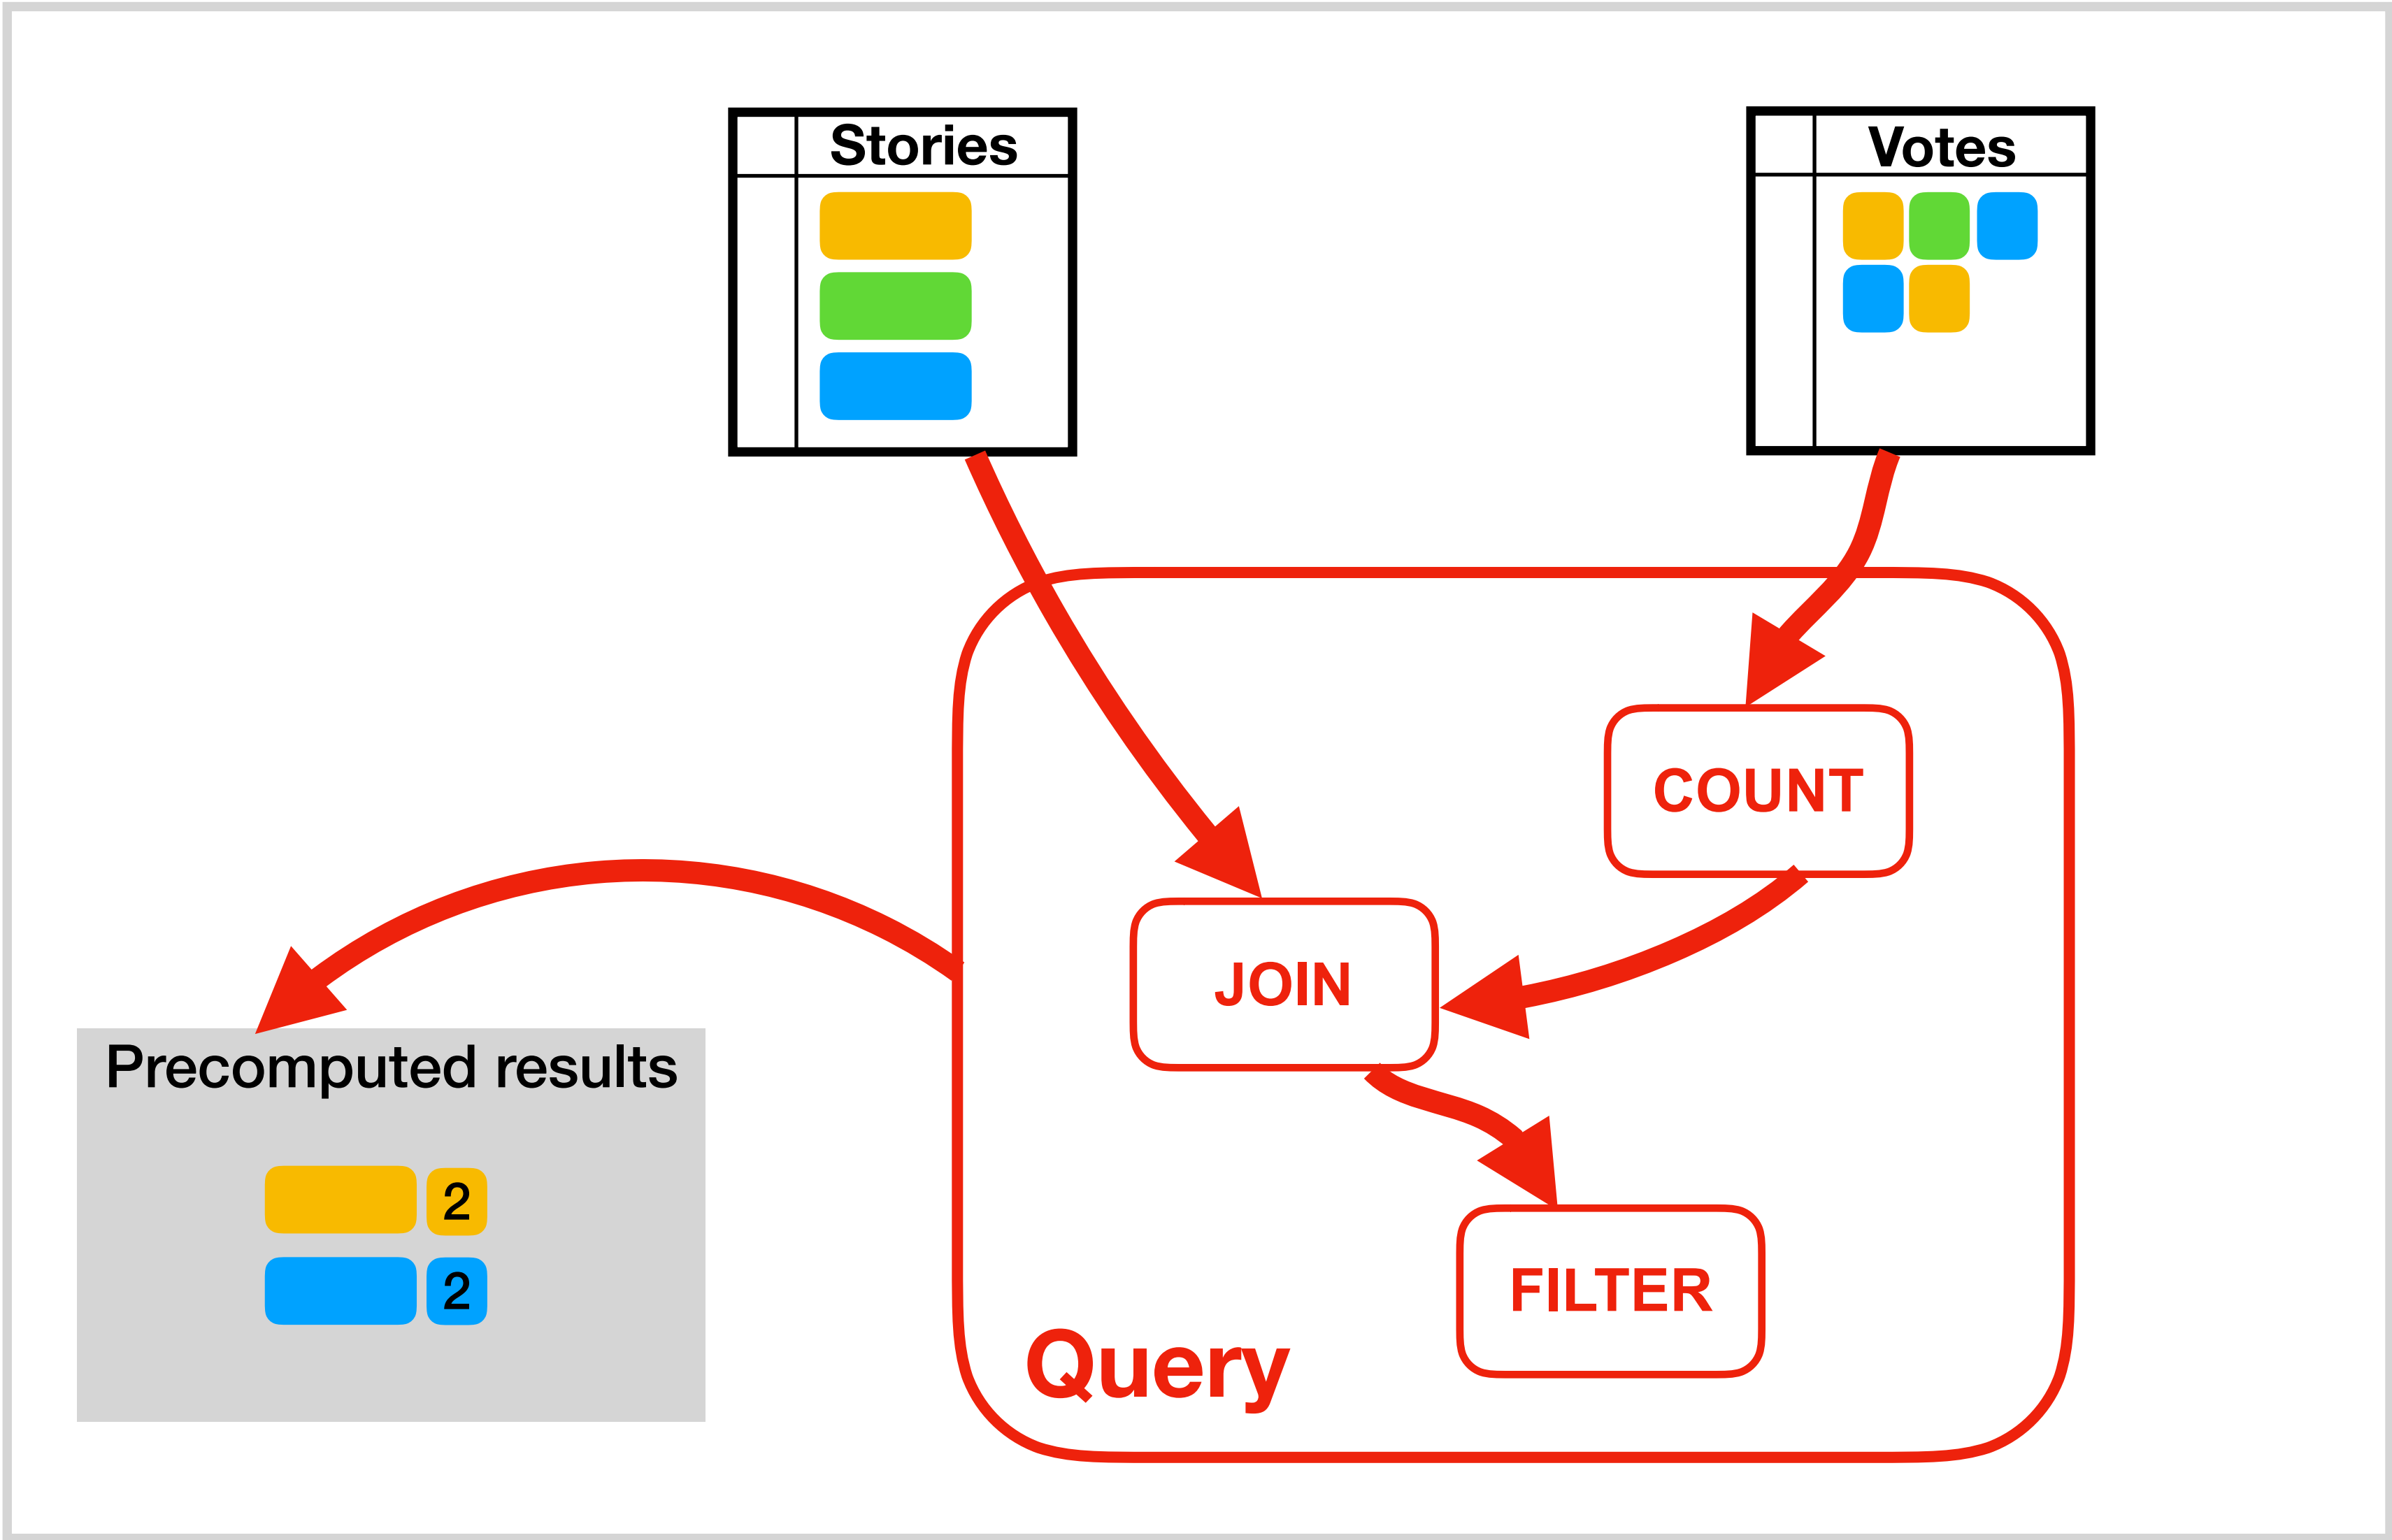 Stories
Votes
COUNT
JOIN
Precomputed results
2
2
FILTER
Query